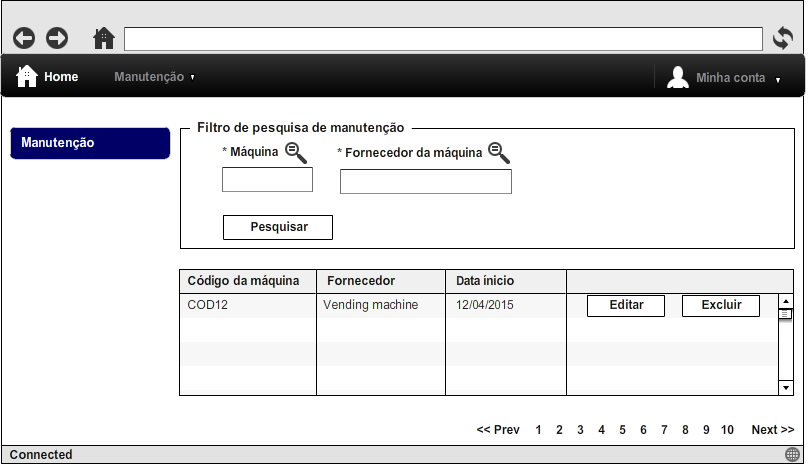 Home Manutenção Minha conta
Manutenção
Filtro de pesquisa de manutenção
* Máquina * Fornecedor da máquina
Pesquisar
Código da máquina Fornecedor Data ínicio
COD12 Vending machine 12/04/2015 Editar Excluir
<< Prev 1 2 3 4 5 6 7 8 9 10 Next >>
Connected